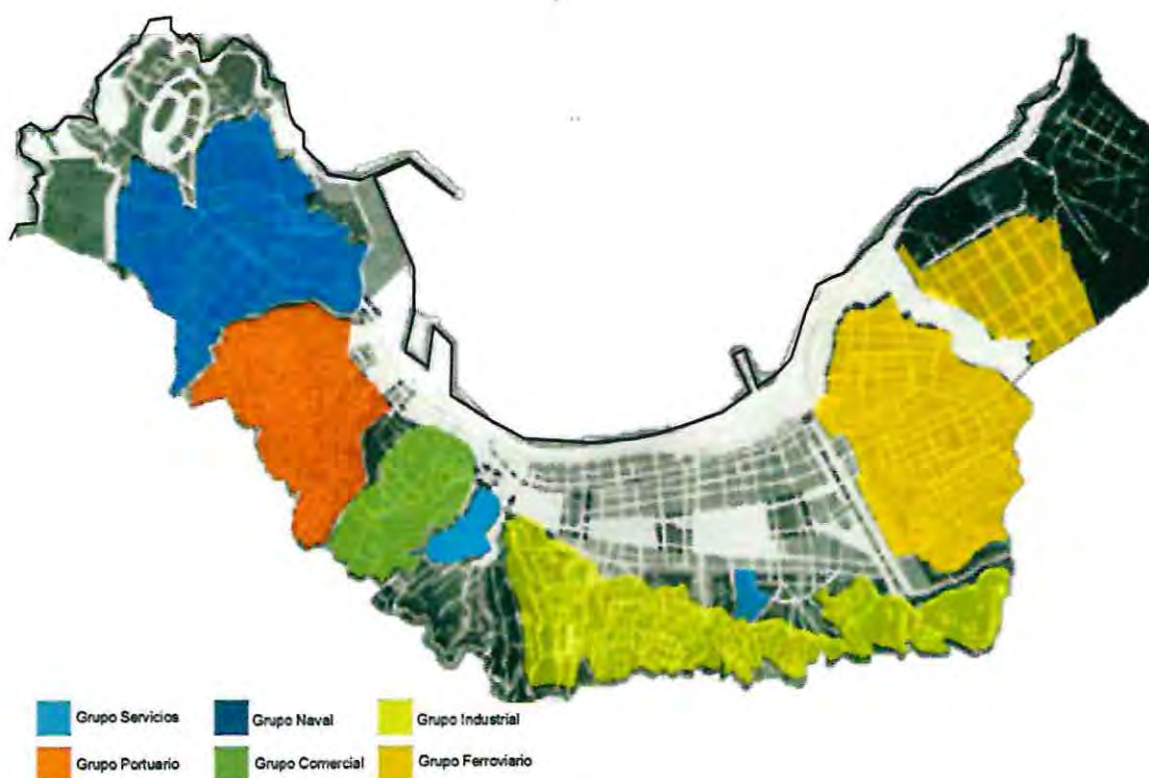 Grupo Servicios
Grupo Naval
Grupo Industrial
Grupo Portuario
Grupo Comercial
Grupo Ferroviario